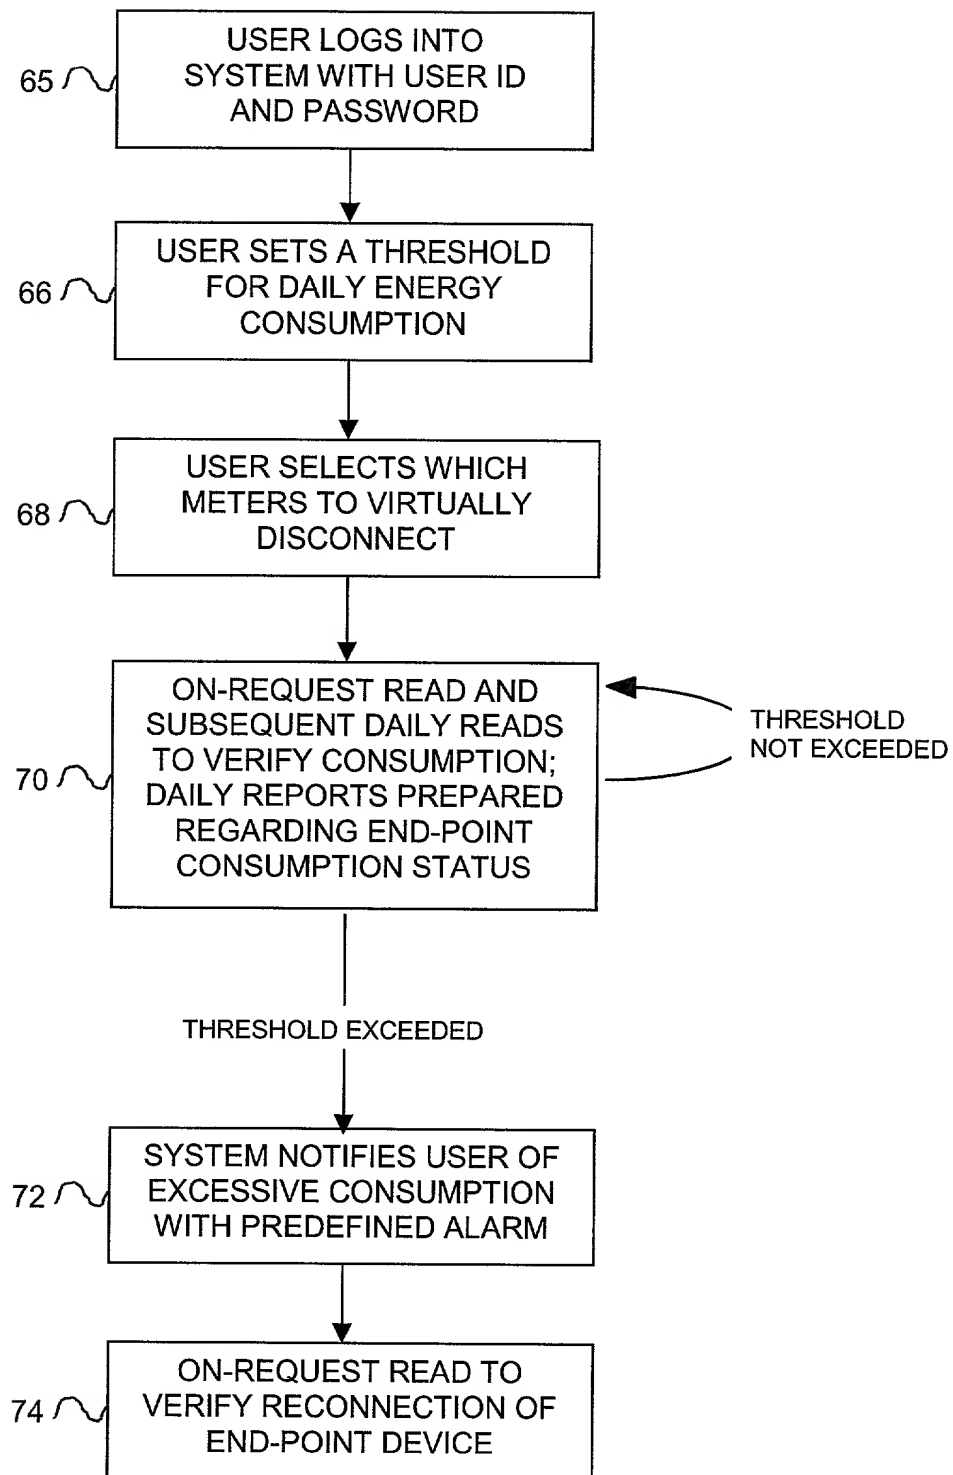 65
USER LOGS INTO
SYSTEM WITH USER ID
AND PASSWORD
66
USER SETS A THRESHOLD
FOR DAILY ENERGY
CONSUMPTION
68
USER SELECTS WHICH
METERS TO VIRTUALLY
DISCONNECT
70
ON-REQUEST READ AND
SUBSEQUENT DAILY READS
TO VERIFY CONSUMPTION;
DAILY REPORTS PREPARED
REGARDING END-POINT
CONSUMPTION STATUS
THRESHOLD
NOT EXCEEDED
THRESHOLD EXCEEDED
72
SYSTEM NOTIFIES USER OF
EXCESSIVE CONSUMPTION
WITH PREDEFINED ALARM
74
ON-REQUEST READ TO
VERIFY RECONNECTION OF
END-POINT DEVICE